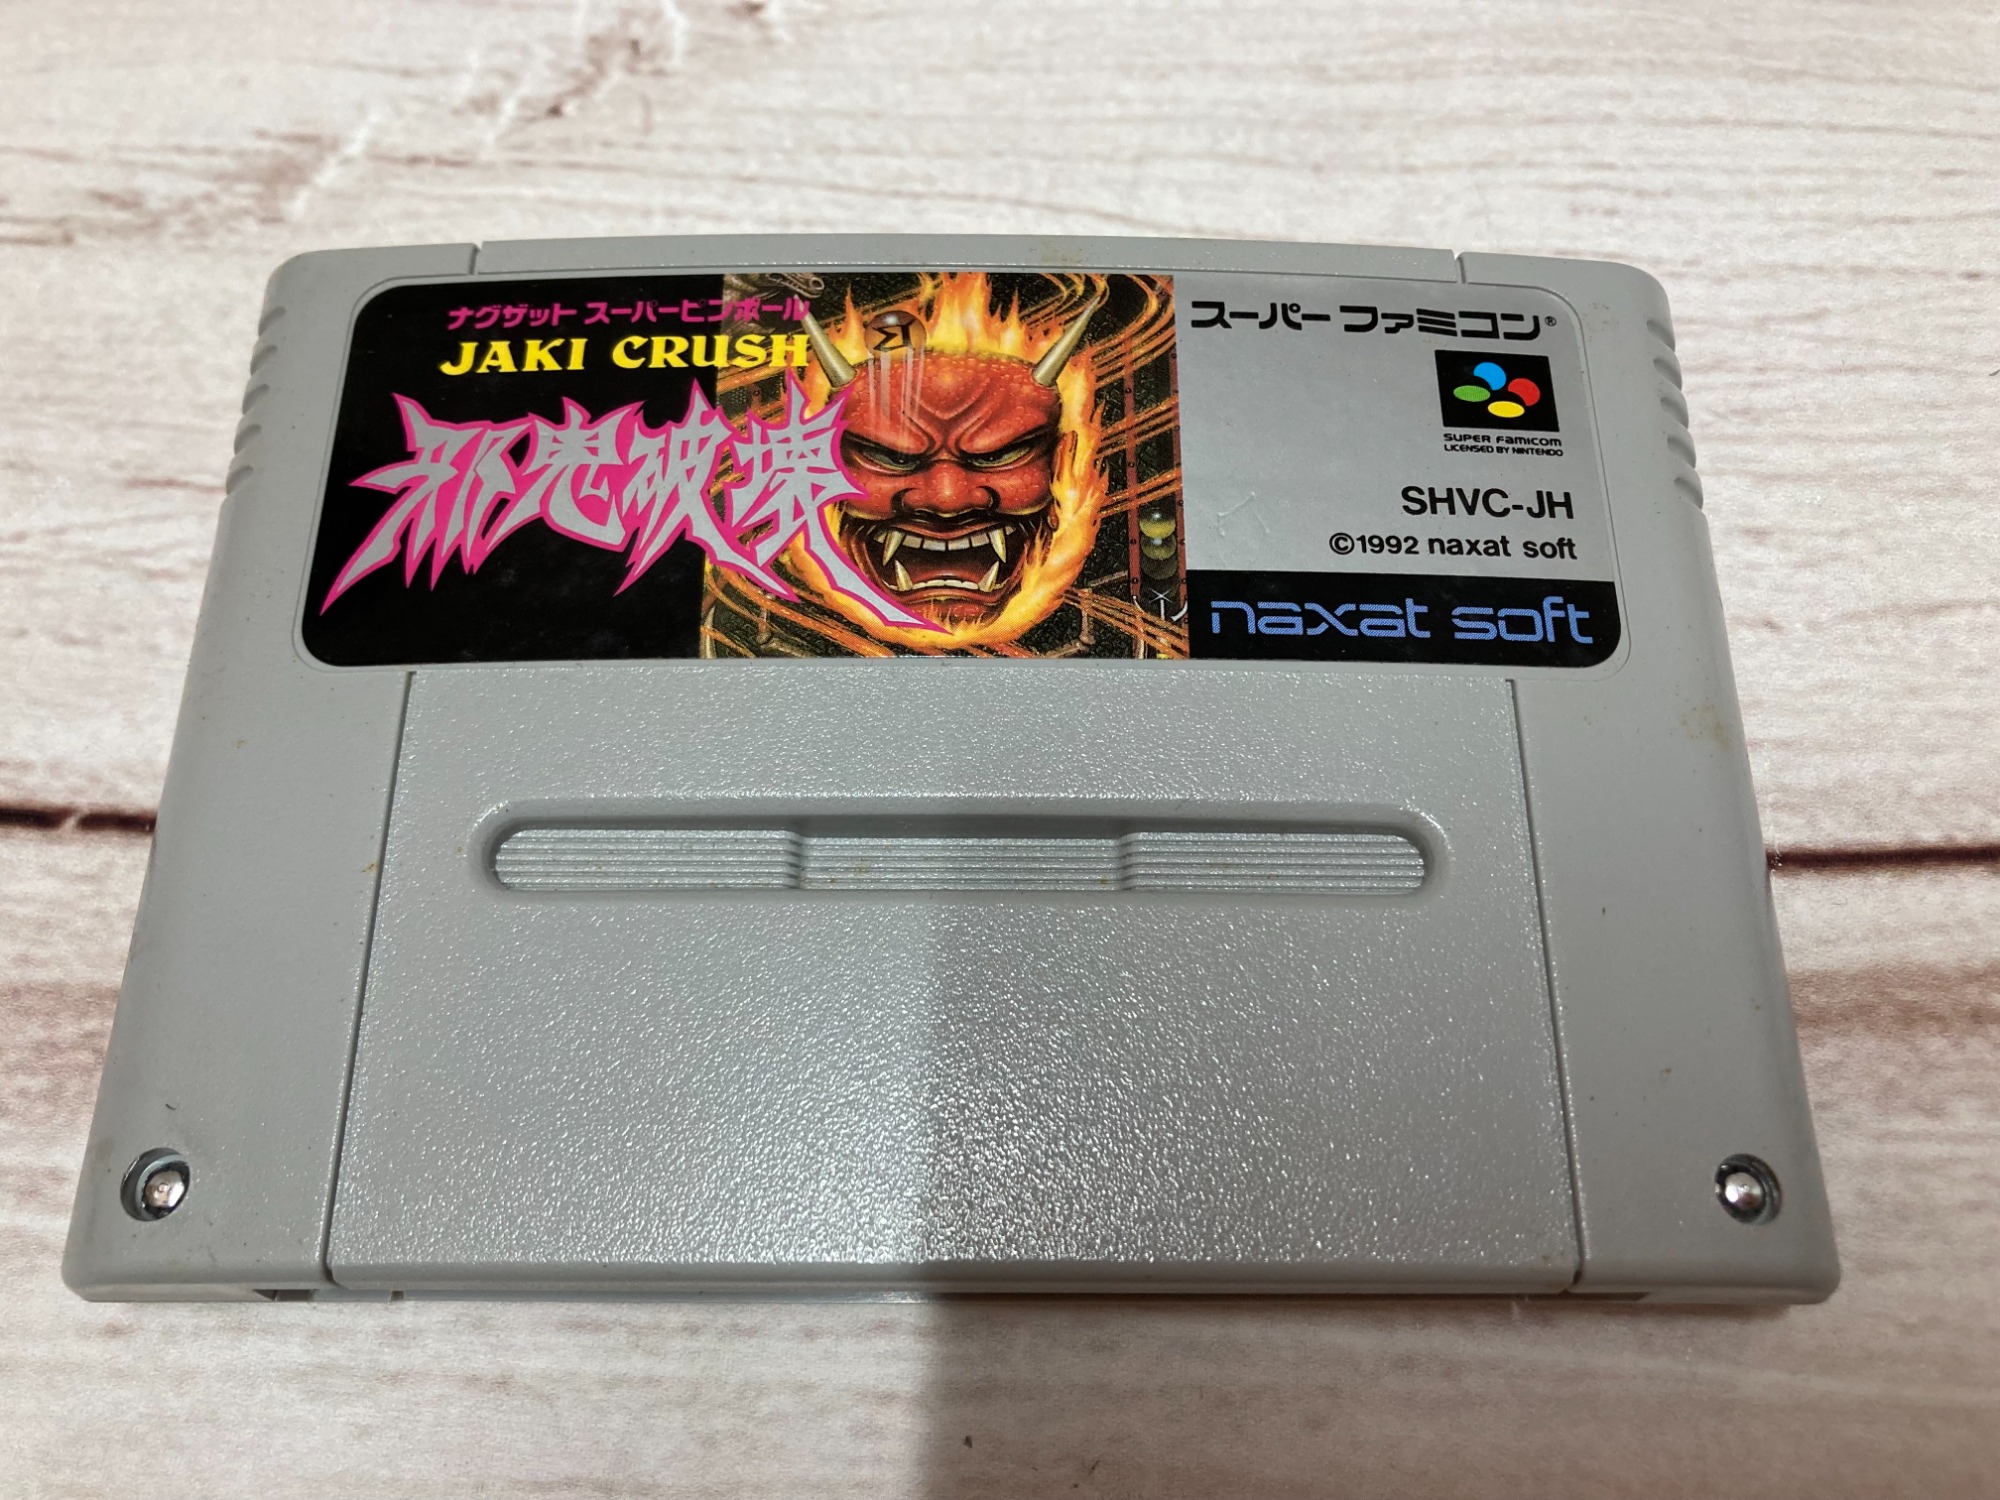 ナグザット スーパーピンボール
JAKI CRUSH
邪鬼破壊
スーパーファミコン®
SUPER FAMICOM
LICENSED BY NINTENDO
SHVC-JH
©1992 naxat soft
naxat soft